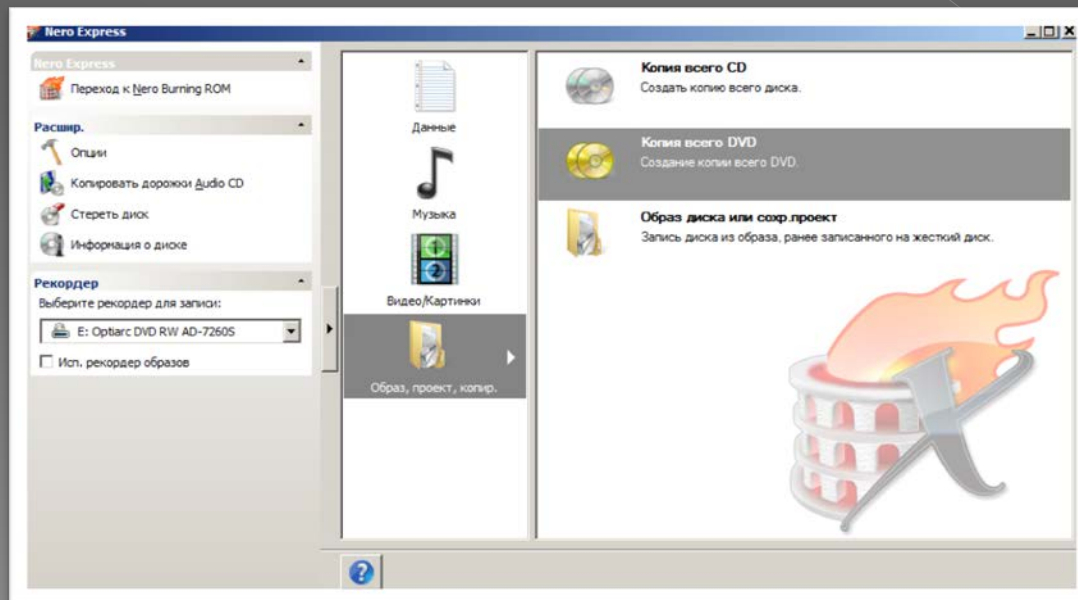 Nero Express
Nero Express
Переход к Nero Burning ROM
Расшир.
Опции
Копировать дорожки Audio CD
Стереть диск
Информация о диске
Рекордер
Выберите рекордер для записи:
E: Optiarc DVD RW AD-7260S
Исп. рекордер образов
Данные
Музыка
1
2
Видео/Картинки
Образ, проект, копир.
Копия всего CD
Создать копию всего диска.
Копия всего DVD
Создание копии всего DVD.
Образ диска или сохр.проект
Запись диска из образа, ранее записанного на жесткий диск.
?